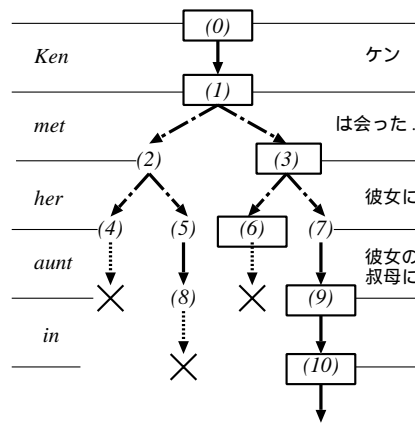 (0)
Ken ケン
(1)
met は会った.
(2) (3)
her 彼女に
(4) (5) (6) (7)
aunt 彼女の
叔母に
(8) (9)
in
(10)